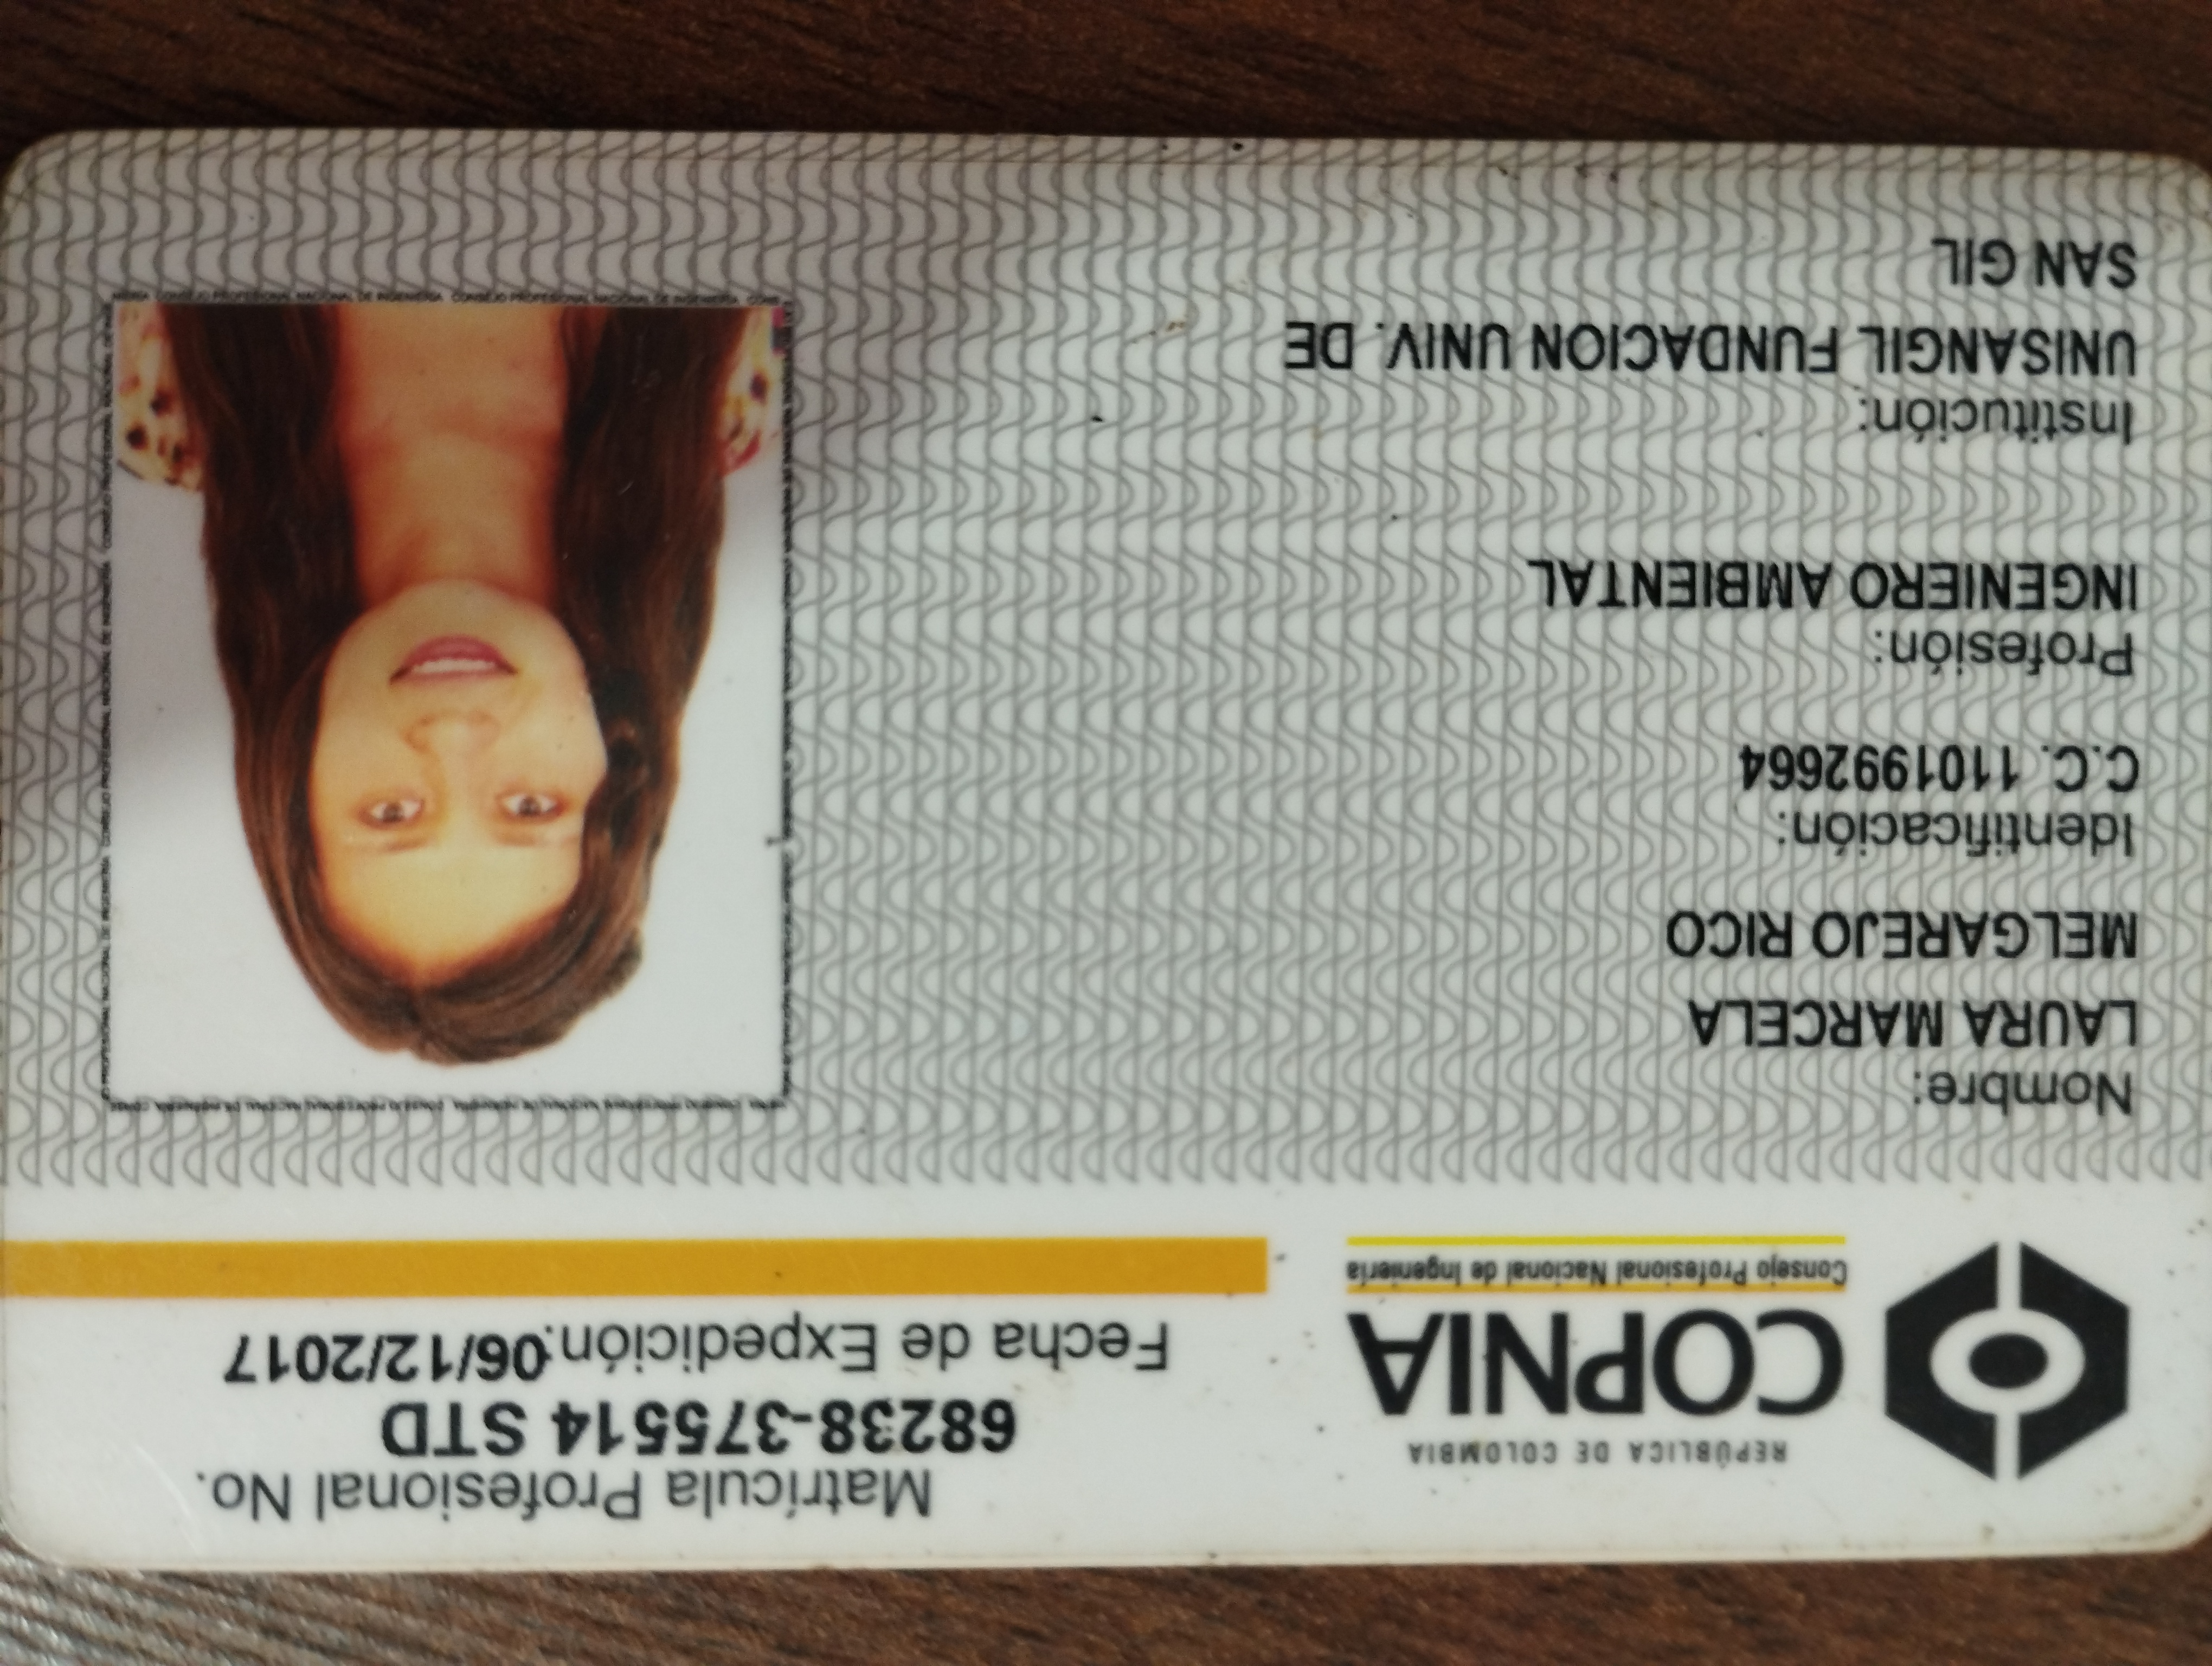 REPÚBLICA DE COLOMBIA
COPNIA
Consejo Profesional Nacional de Ingeniería
Matrícula Profesional No.
68238-375514 STD
Fecha de Expedición:06/12/2017
Nombre:
LAURA MARCELA
MELGAREJO RICO
Identificación:
C.C. 1101992664
Profesión:
INGENIERO AMBIENTAL
Institución:
UNISANGIL FUNDACION UNIV. DE
SAN GIL